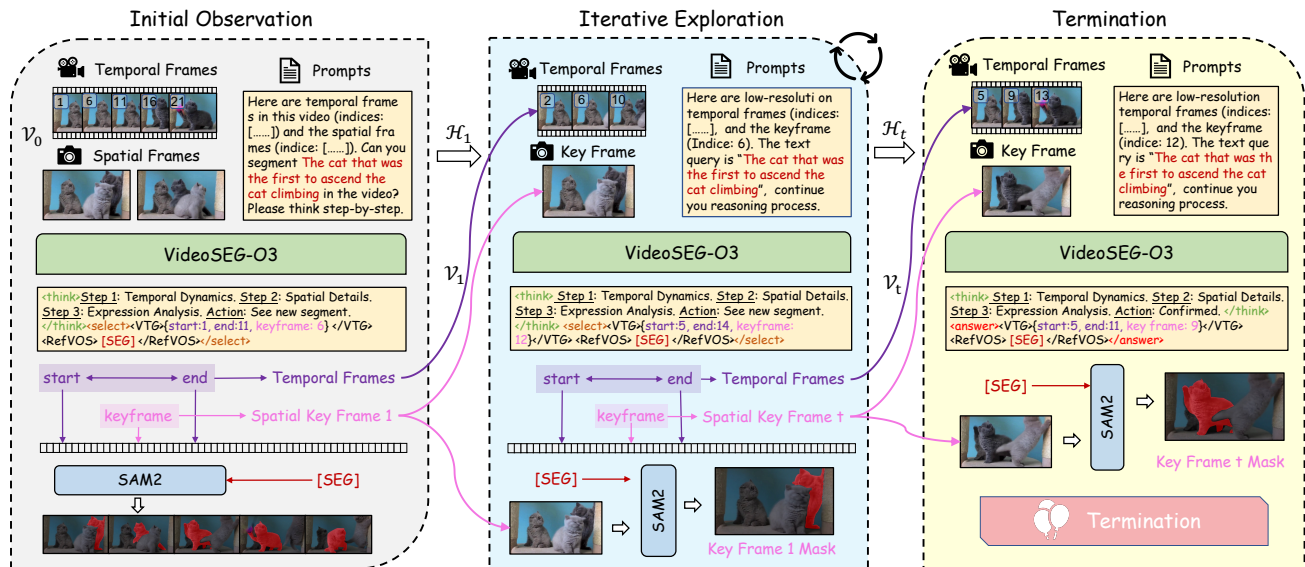 Initial Observation
Temporal Frames
Prompts
1 6 11 16 21
V₀
Here are temporal frame
s in this video (indices:
[......]) and the spatial fra
mes (indice: [......]). Can you
segment The cat that was
the first to ascend the
cat climbing in the video?
Please think step-by-step.
Spatial Frames
VideoSEG-O3
<think>Step 1: Temporal Dynamics. Step 2: Spatial Details.
Step 3: Expression Analysis. Action: See new segment.
</think><select><VTG>{start:1, end:11, keyframe: 6} </VTG>
<RefVOS> [SEG] </RefVOS></select>
start end Temporal Frames
keyframe Spatial Key Frame 1
SAM2 [SEG]
H₁
V₁
Iterative Exploration
Temporal Frames
Prompts
2 6 10
Here are low-resoluti on
temporal frames (indices:
[......], and the keyframe
(Indice: 6). The text
query is "The cat that was
the first to ascend the
cat climbing", continue
you reasoning process.
Key Frame
VideoSEG-O3
<think> Step 1: Temporal Dynamics. Step 2: Spatial Details.
Step 3: Expression Analysis. Action: See new segment.
</think> <select><VTG>{start:5, end:14, keyframe:
12}</VTG> <RefVOS> [SEG] </RefVOS></select>
start end Temporal Frames
keyframe Spatial Key Frame t
[SEG]
SAM2
Key Frame 1 Mask
Hₜ
Vₜ
Termination
Temporal Frames
Prompts
5 9 13
Here are low-resolution
temporal frames (indices:
[......], and the keyframe
(indice: 12). The text que
ry is "The cat that was th
e first to ascend the cat
climbing", continue you
reasoning process.
Key Frame
VideoSEG-O3
<think> Step 1: Temporal Dynamics. Step 2: Spatial Details.
Step 3: Expression Analysis. Action: Confirmed. </think>
<answer><VTG>{start:5, end:11, key frame: 9}</VTG>
<RefVOS> [SEG] </RefVOS></answer>
[SEG]
SAM2
Key Frame t Mask
Termination